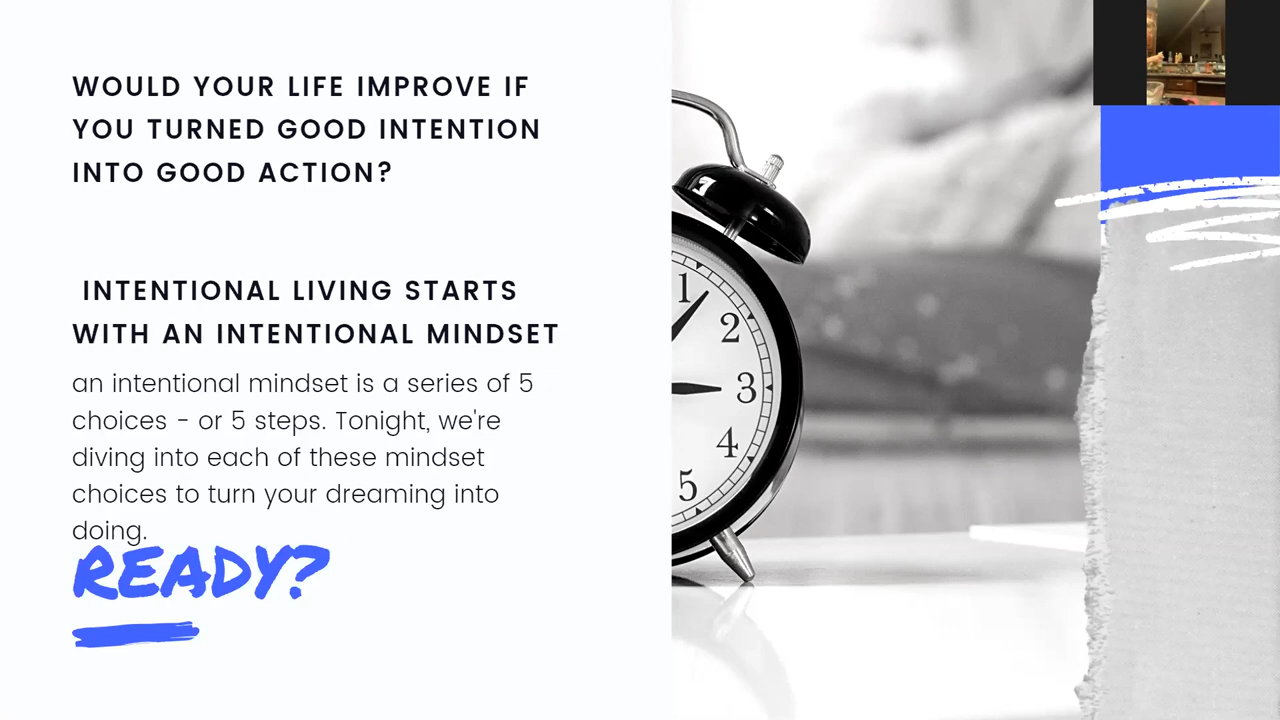 WOULD YOUR LIFE IMPROVE IF
YOU TURNED GOOD INTENTION
INTO GOOD ACTION?
INTENTIONAL LIVING STARTS
WITH AN INTENTIONAL MINDSET
an intentional mindset is a series of 5
choices - or 5 steps. Tonight, we're
diving into each of these mindset
choices to turn your dreaming into
doing.
READY?
1
2
3
4
5